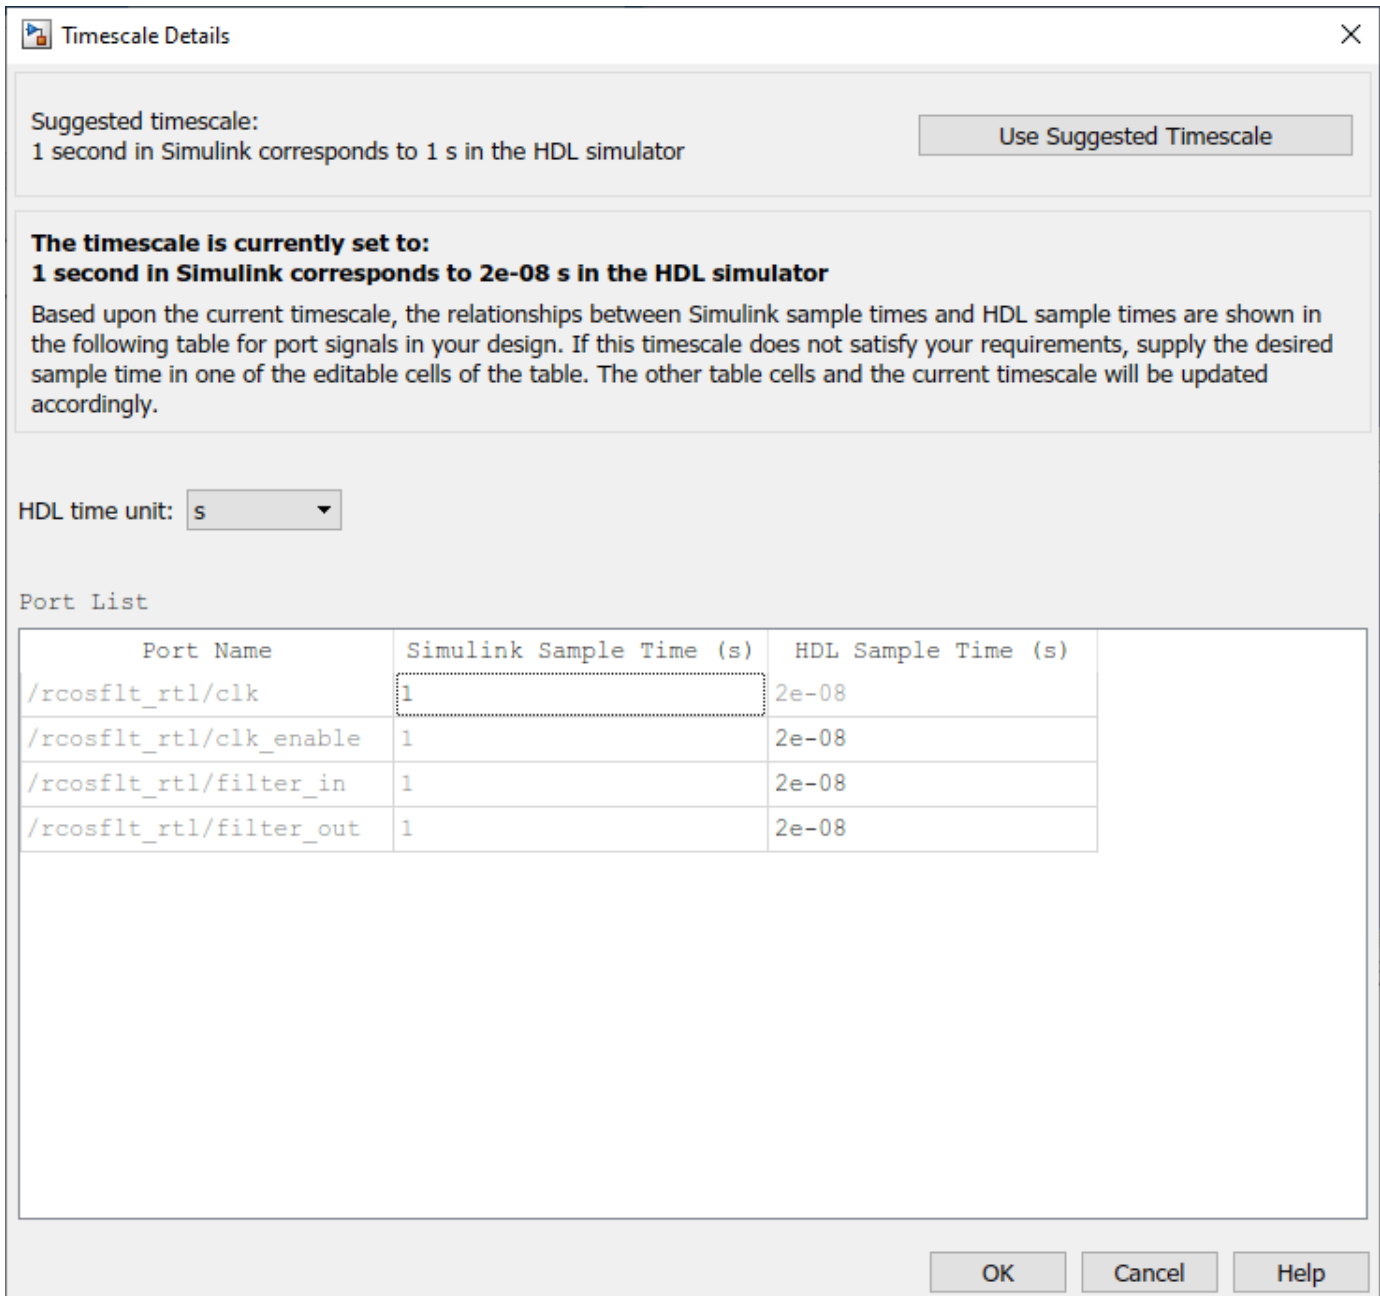 Timescale Details
Suggested timescale:
1 second in Simulink corresponds to 1 s in the HDL simulator
Use Suggested Timescale
The timescale is currently set to:
1 second in Simulink corresponds to 2e-08 s in the HDL simulator
Based upon the current timescale, the relationships between Simulink sample times and HDL sample times are shown in
the following table for port signals in your design. If this timescale does not satisfy your requirements, supply the desired
sample time in one of the editable cells of the table. The other table cells and the current timescale will be updated
accordingly.
HDL time unit: s
Port List
Port Name Simulink Sample Time (s) HDL Sample Time (s)
/rcosflt_rtl/clk 1 2e-08
/rcosflt_rtl/clk_enable 1 2e-08
/rcosflt_rtl/filter_in 1 2e-08
/rcosflt_rtl/filter_out 1 2e-08
OK Cancel Help